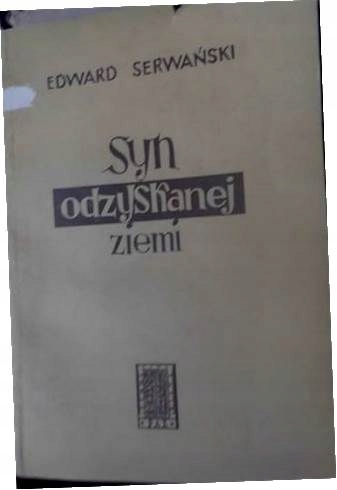 EDWARD SERWAŃSKI
Syn
odzyskanej
ziemi